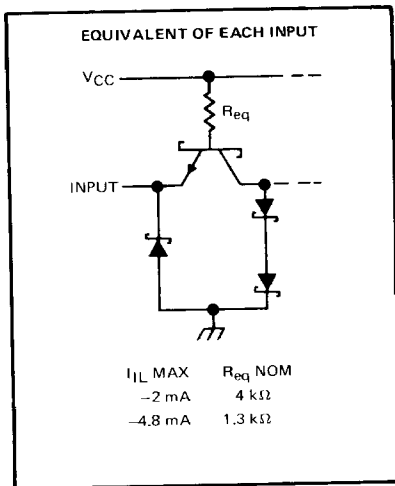 EQUIVALENT OF EACH INPUT
VCC
Req
INPUT
IIL MAX Req NOM
−2 mA 4 kΩ
−4.8 mA 1.3 kΩ